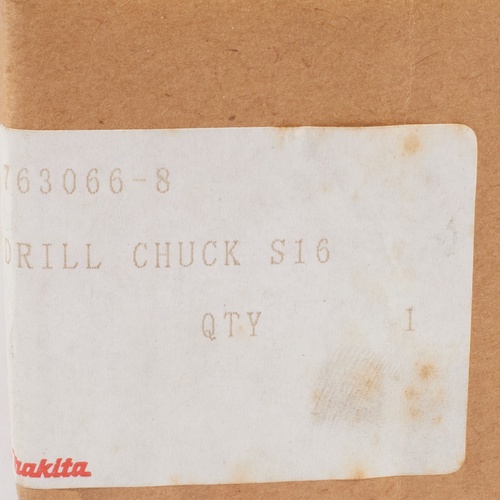 763066-8
DRILL CHUCK S16
QTY 1
makita